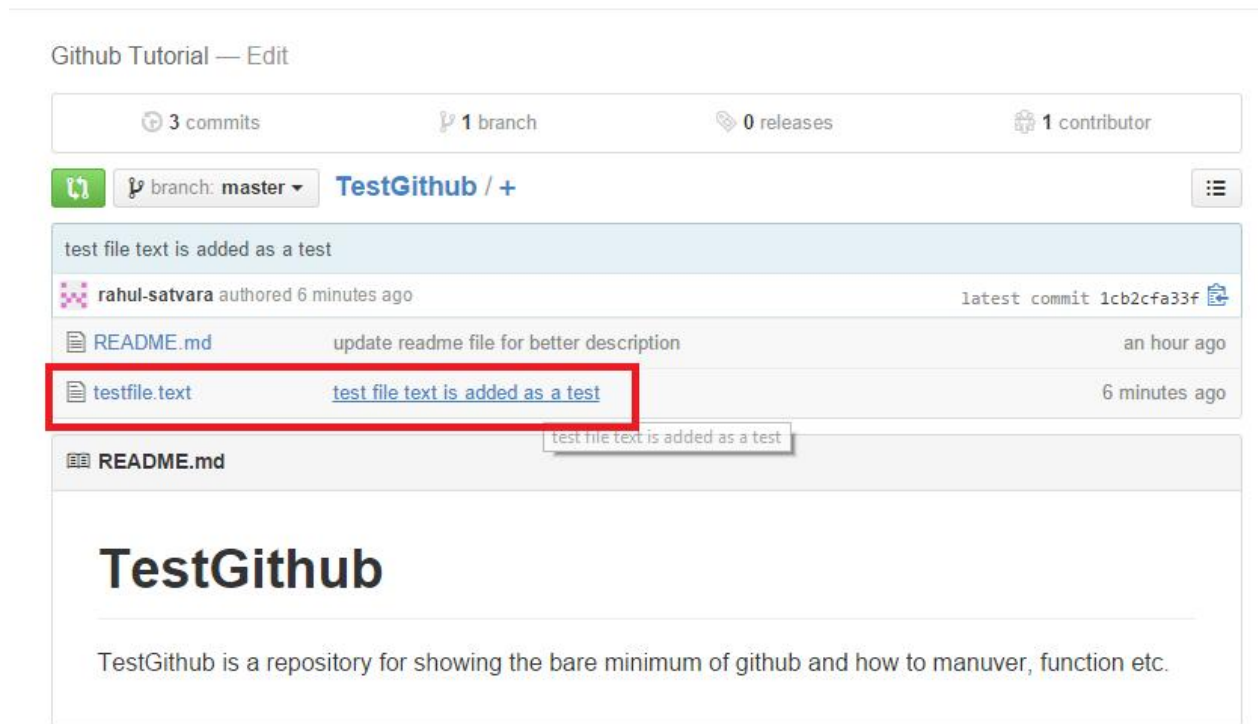 Github Tutorial — Edit
3 commits 1 branch 0 releases 1 contributor
branch: master TestGithub / +
test file text is added as a test
rahul-satvara authored 6 minutes ago latest commit 1cb2cfa33f
README.md update readme file for better description an hour ago
testfile.text test file text is added as a test 6 minutes ago
test file text is added as a test
README.md
TestGithub
TestGithub is a repository for showing the bare minimum of github and how to manuver, function etc.